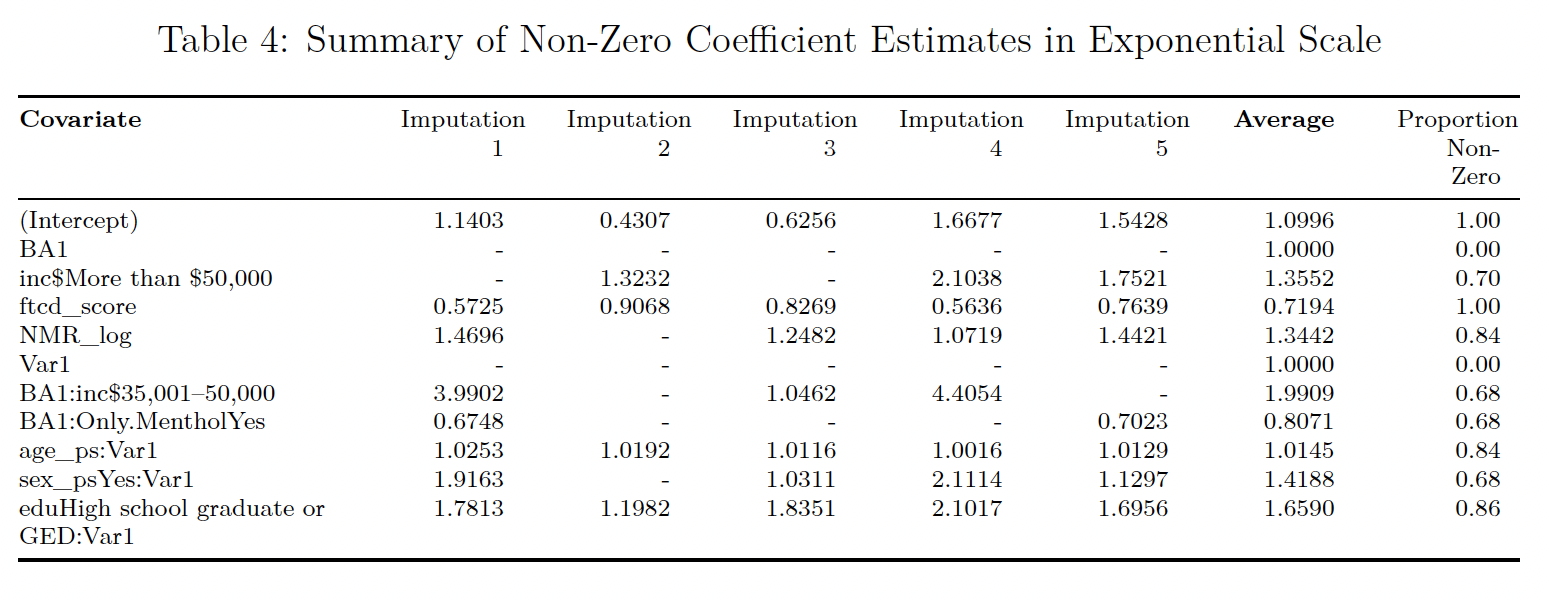 Table 4: Summary of Non-Zero Coefficient Estimates in Exponential Scale
Covariate Imputation Imputation Imputation Imputation Imputation Average Proportion
1 2 3 4 5 Non-
Zero
(Intercept) 1.1403 0.4307 0.6256 1.6677 1.5428 1.0996 1.00
BA1 - - - - - 1.0000 0.00
inc$More than $50,000 - 1.3232 - 2.1038 1.7521 1.3552 0.70
ftcd_score 0.5725 0.9068 0.8269 0.5636 0.7639 0.7194 1.00
NMR_log 1.4696 - 1.2482 1.0719 1.4421 1.3442 0.84
Var1 - - - - - 1.0000 0.00
BA1:inc$35,001–50,000 3.9902 - 1.0462 4.4054 - 1.9909 0.68
BA1:Only.MentholYes 0.6748 - - - 0.7023 0.8071 0.68
age_ps:Var1 1.0253 1.0192 1.0116 1.0016 1.0129 1.0145 0.84
sex_psYes:Var1 1.9163 - 1.0311 2.1114 1.1297 1.4188 0.68
eduHigh school graduate or 1.7813 1.1982 1.8351 2.1017 1.6956 1.6590 0.86
GED:Var1